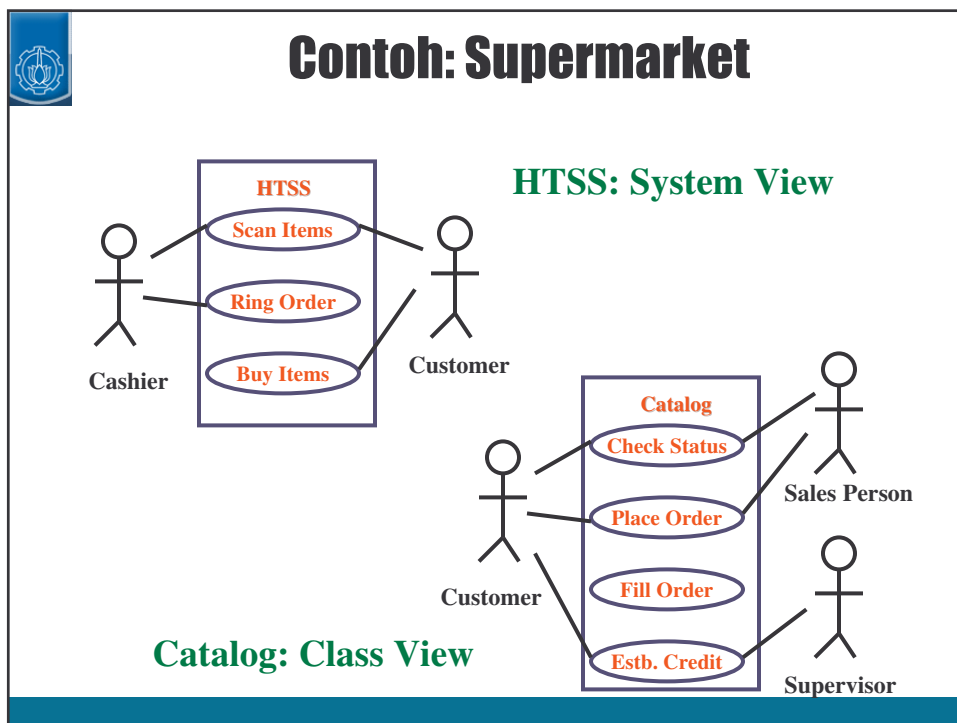 Contoh: Supermarket
HTSS: System View
HTSS
Scan Items
Ring Order
Buy Items
Cashier
Customer
Catalog
Check Status
Place Order
Fill Order
Estb. Credit
Customer
Sales Person
Supervisor
Catalog: Class View